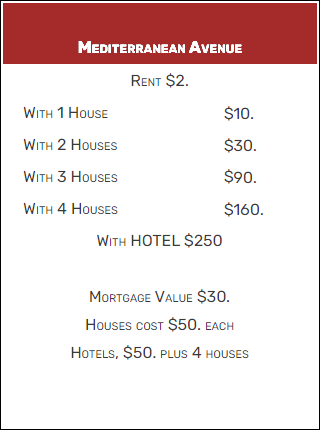 Mediterranean Avenue
Rent $2.
With 1 House $10.
With 2 Houses $30.
With 3 Houses $90.
With 4 Houses $160.
With HOTEL $250
Mortgage Value $30.
Houses cost $50. each
Hotels, $50. plus 4 houses